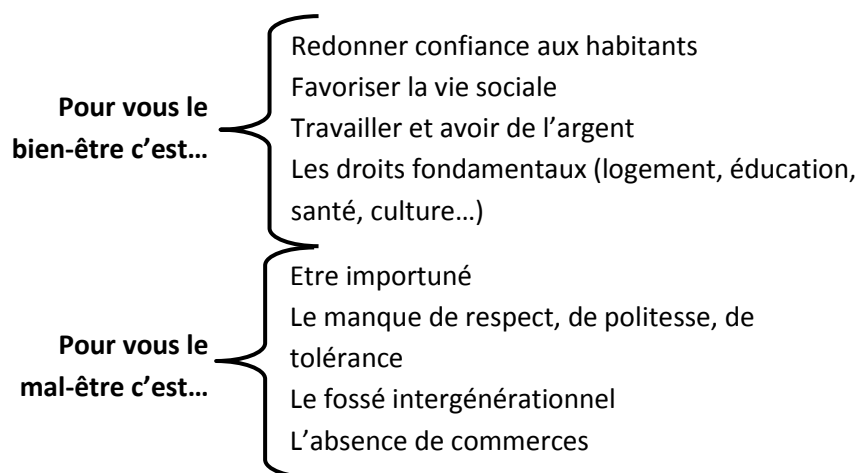 Pour vous le
bien-être c’est…
Redonner confiance aux habitants
Favoriser la vie sociale
Travailler et avoir de l’argent
Les droits fondamentaux (logement, éducation,
santé, culture…)
Pour vous le
mal-être c’est…
Etre importuné
Le manque de respect, de politesse, de
tolérance
Le fossé intergénérationnel
L’absence de commerces